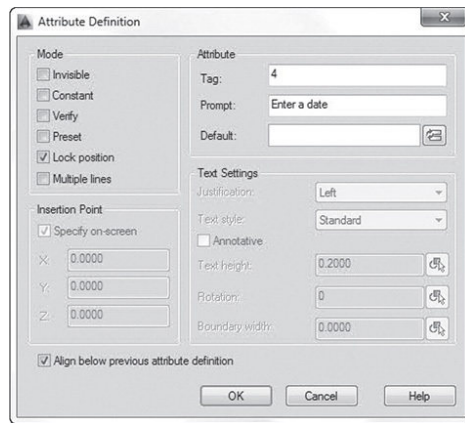 Attribute Definition
Mode
Invisible
Constant
Verify
Preset
Lock position
Multiple lines
Insertion Point
Specify on-screen
X: 0.0000
Y: 0.0000
Z: 0.0000
Attribute
Tag: 4
Prompt: Enter a date
Default:
Text Settings
Justification: Left
Text style: Standard
Annotative
Text height: 0.2000
Rotation: 0
Boundary width: 0.0000
Align below previous attribute definition
OK Cancel Help